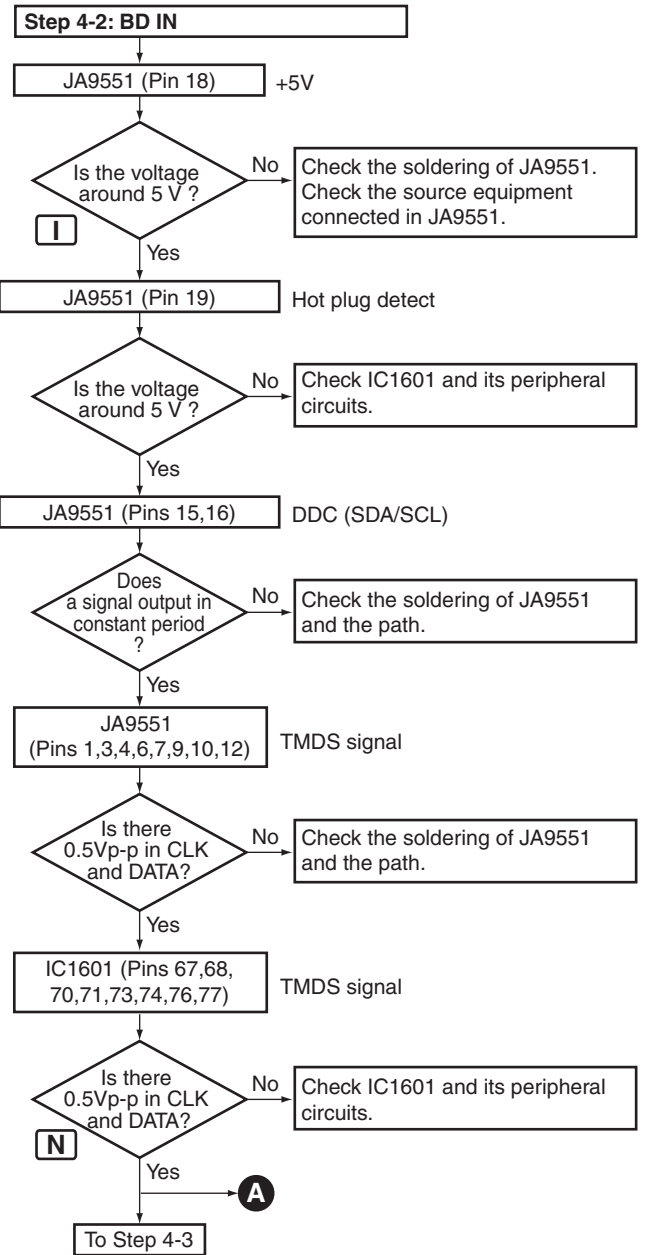 Step 4-2: BD IN
JA9551 (Pin 18)
+5V
Is the voltage
around 5 V ?
No
Check the soldering of JA9551.
Check the source equipment
connected in JA9551.
I
Yes
JA9551 (Pin 19)
Hot plug detect
Is the voltage
around 5 V ?
No
Check IC1601 and its peripheral
circuits.
Yes
JA9551 (Pins 15,16)
DDC (SDA/SCL)
Does
a signal output in
constant period
?
No
Check the soldering of JA9551
and the path.
Yes
JA9551
(Pins 1,3,4,6,7,9,10,12)
TMDS signal
Is there
0.5Vp-p in CLK
and DATA?
No
Check the soldering of JA9551
and the path.
Yes
IC1601 (Pins 67,68,
70,71,73,74,76,77)
TMDS signal
Is there
0.5Vp-p in CLK
and DATA?
No
Check IC1601 and its peripheral
circuits.
N
Yes
A
To Step 4-3